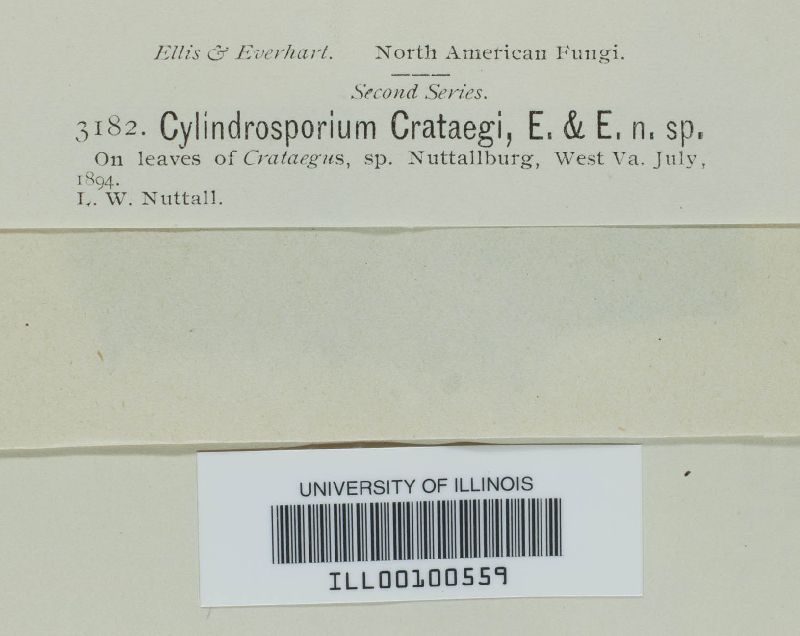 Ellis & Everhart. North American Fungi.
Second Series.
3182. Cylindrosporium Crataegi, E. & E. n. sp.
On leaves of Crataegus, sp. Nuttallburg, West Va. July,
1894.
L. W. Nuttall.
UNIVERSITY OF ILLINOIS
ILL00100559